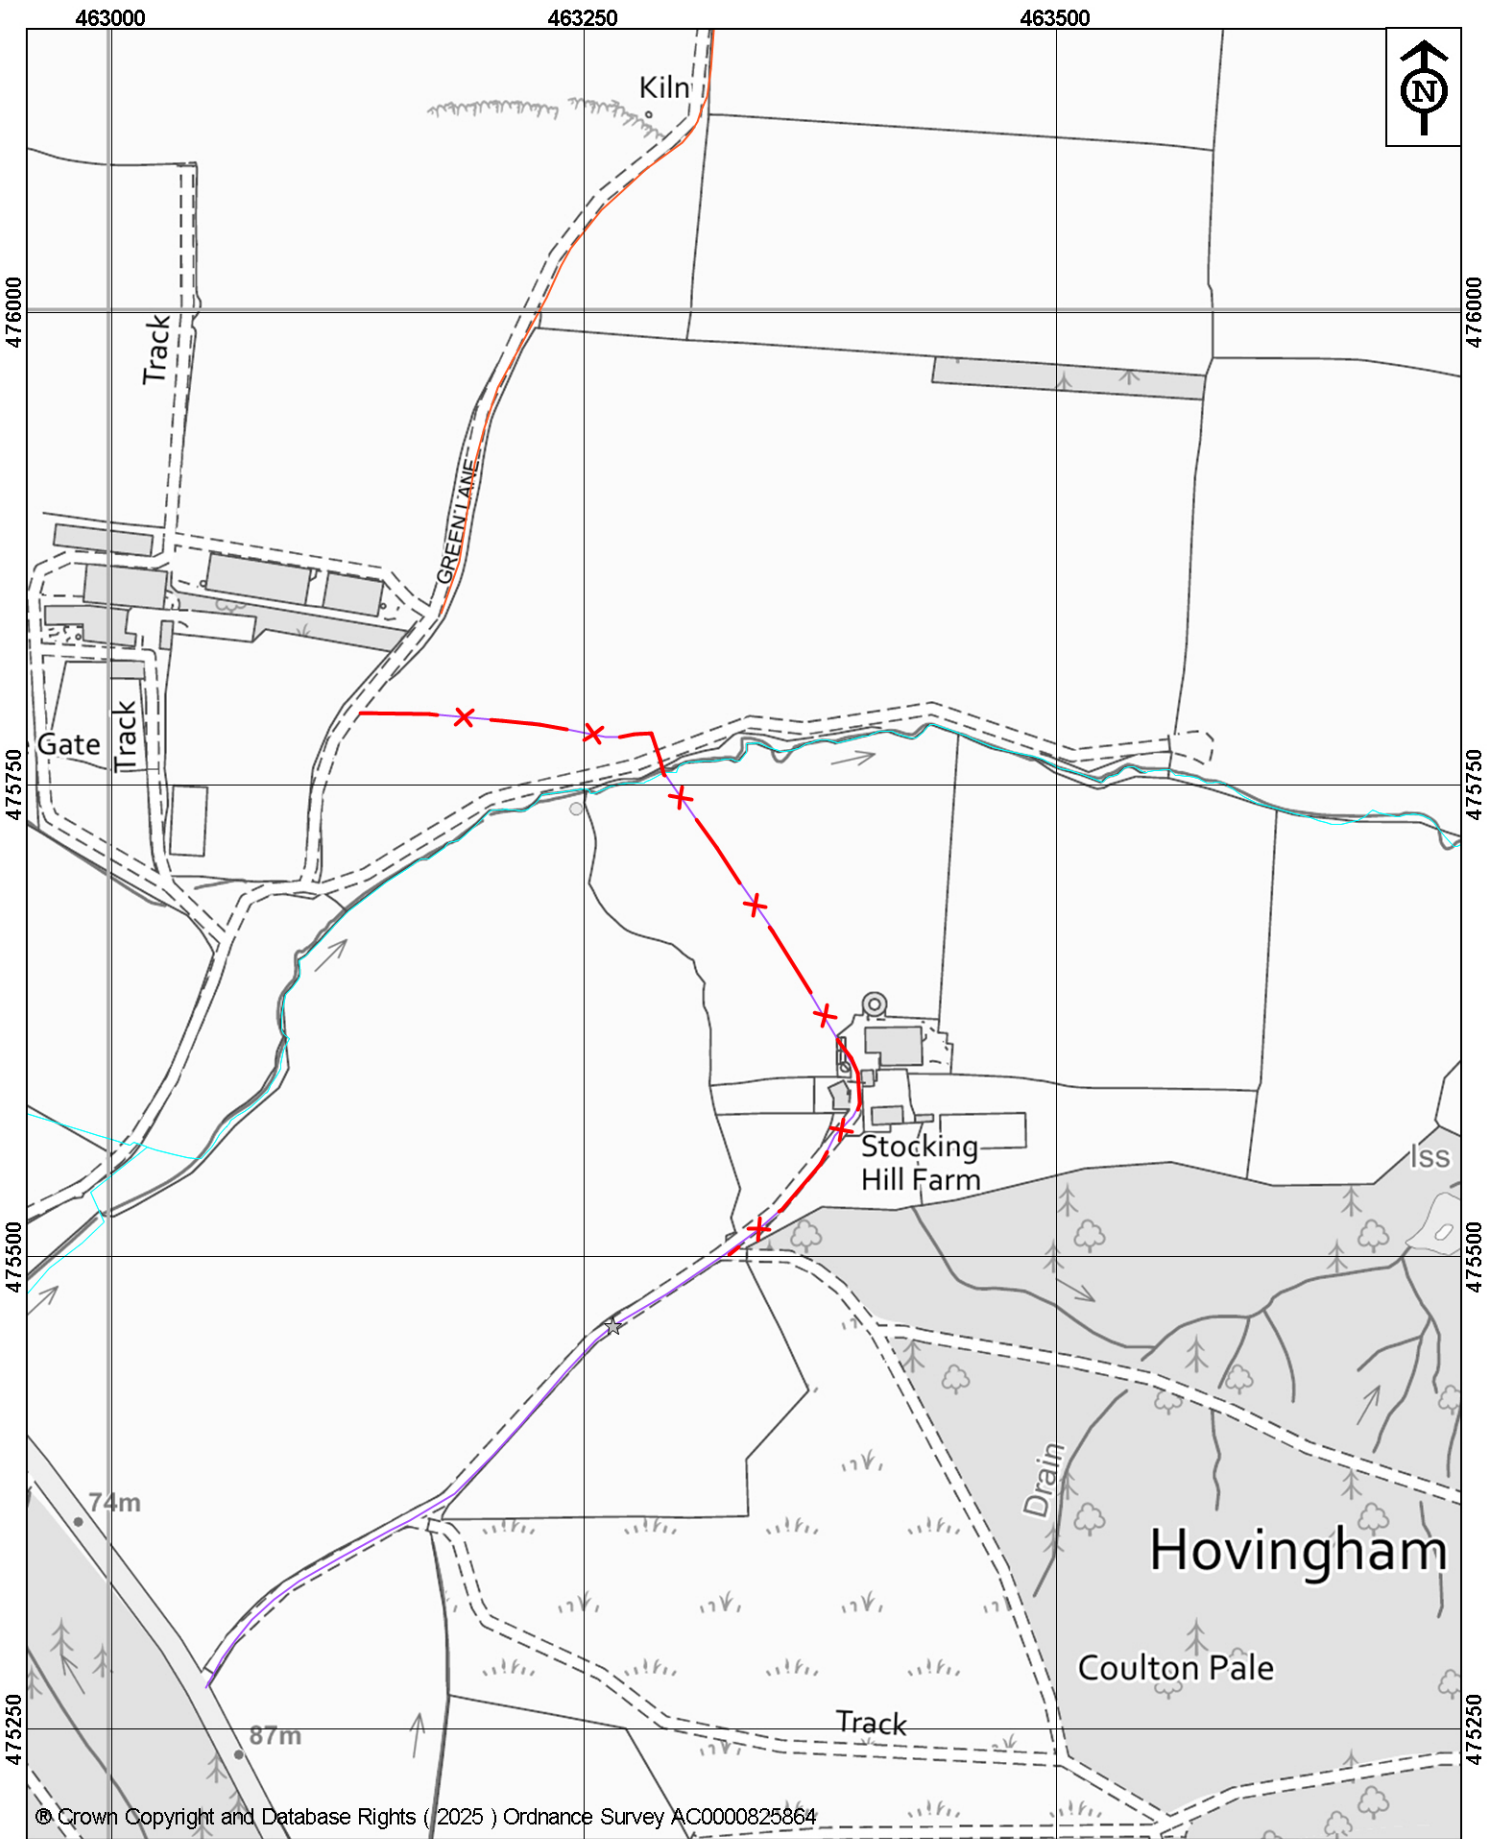 463000
463250
463500
N
Kiln
476000
476000
Track
GREEN LANE
Gate
Track
475750
475750
Stocking
Hill Farm
Iss
475500
475500
Drain
74m
Hovingham
Coulton Pale
Track
87m
475250
475250
® Crown Copyright and Database Rights ( 2025 ) Ordnance Survey AC0000825864